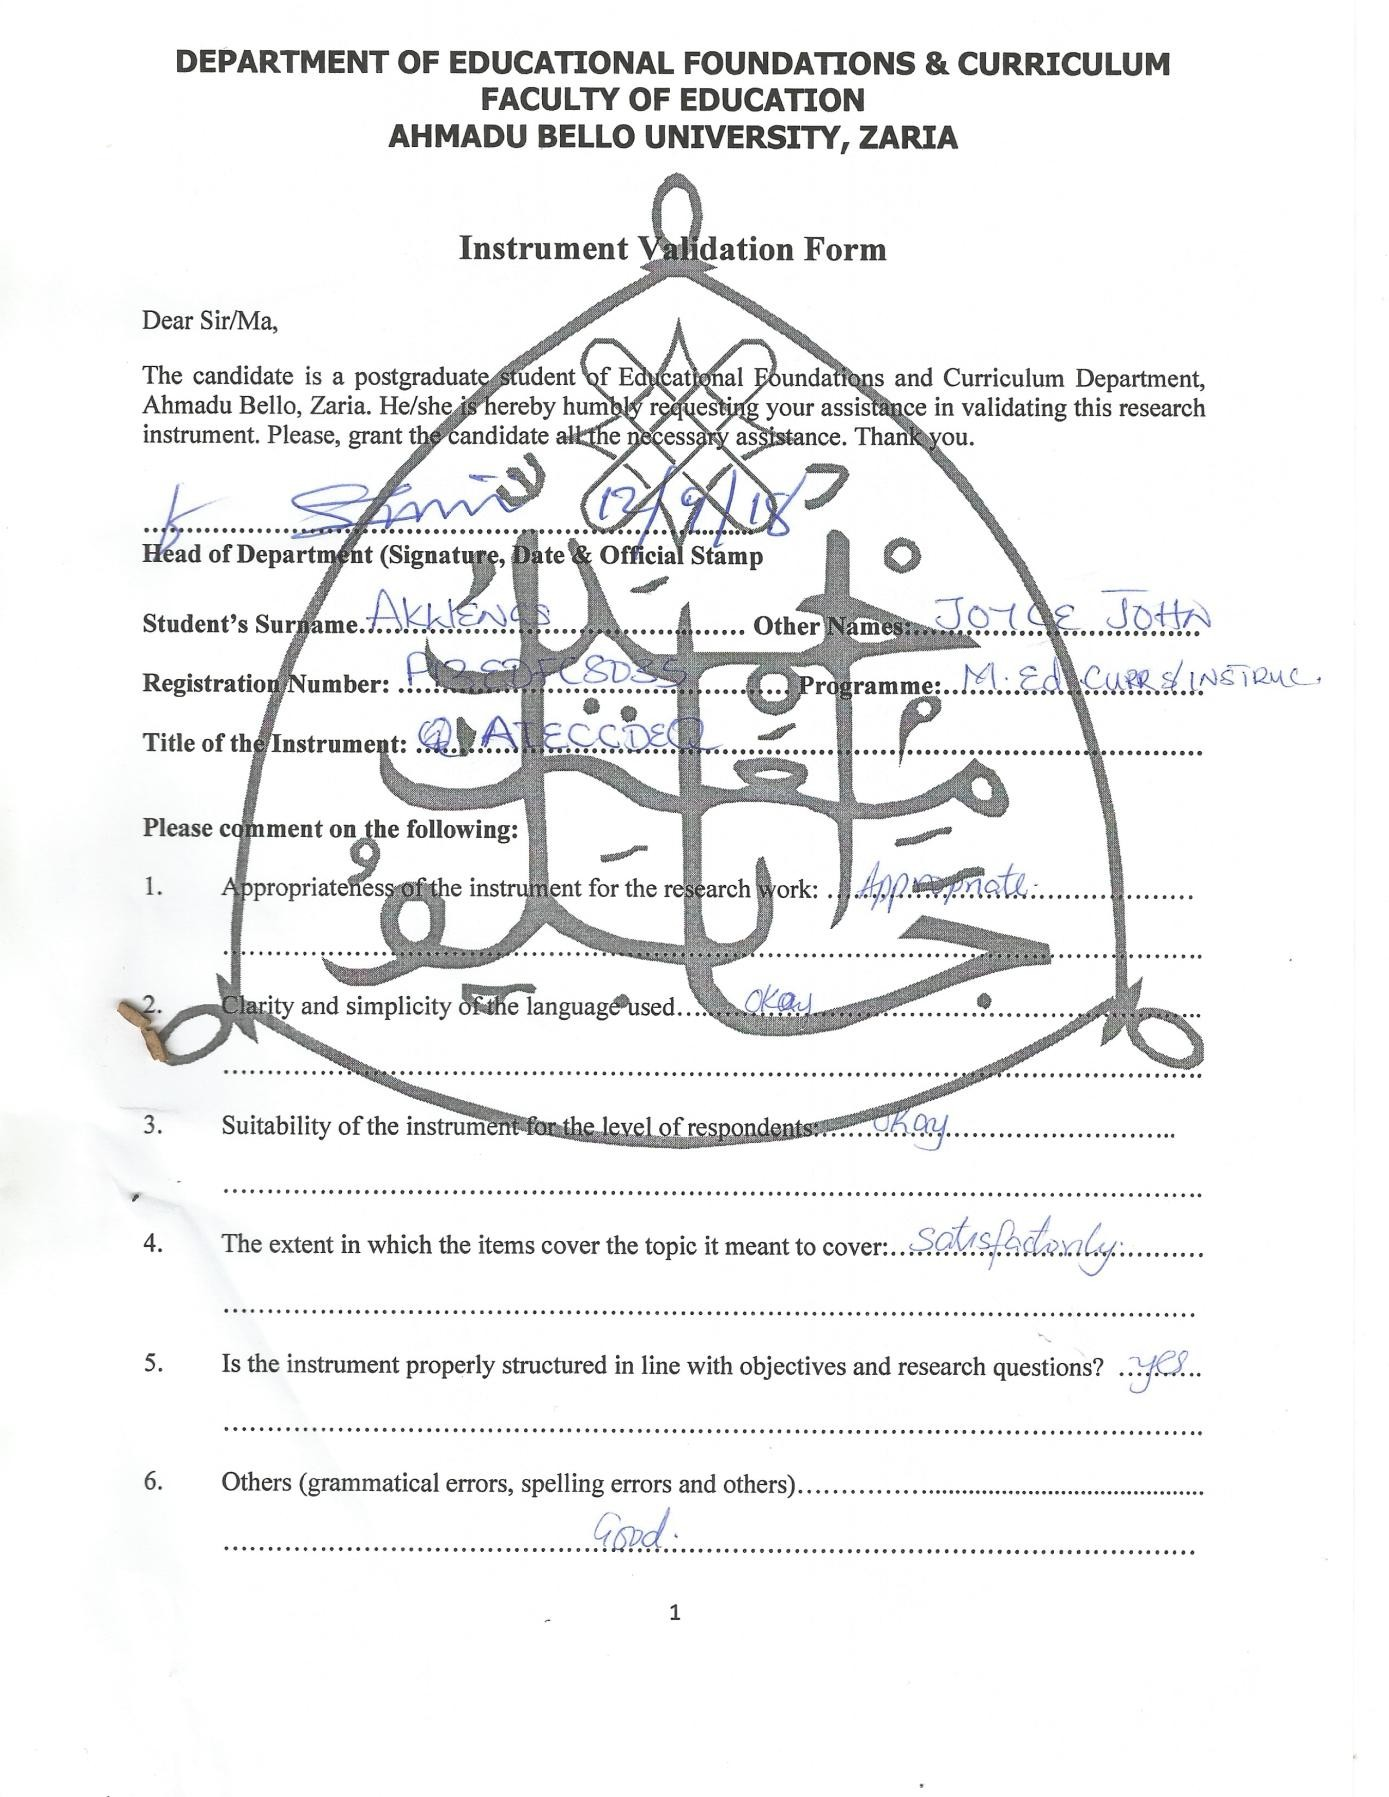 DEPARTMENT OF EDUCATIONAL FOUNDATIONS & CURRICULUM
FACULTY OF EDUCATION
AHMADU BELLO UNIVERSITY, ZARIA
Instrument Validation Form
Dear Sir/Ma,
The candidate is a postgraduate student of Educational Foundations and Curriculum Department,
Ahmadu Bello, Zaria. He/she is hereby humbly requesting your assistance in validating this research
instrument. Please, grant the candidate all the necessary assistance. Thank you.
12/9/18
Head of Department (Signature, Date & Official Stamp
Student's Surname. AKWENGS Other Names: JOYCE JOHN
Registration Number: Programme: M.Ed CURR &/INSTRUC.
Title of the Instrument: ATECCDEQ
Please comment on the following:
1. Appropriateness of the instrument for the research work: Appropriate.
2. Clarity and simplicity of the language used. Okay
3. Suitability of the instrument for the level of respondents: Okay
4. The extent in which the items cover the topic it meant to cover: Satisfactorily.
5. Is the instrument properly structured in line with objectives and research questions? yes
6. Others (grammatical errors, spelling errors and others)
Good.
1